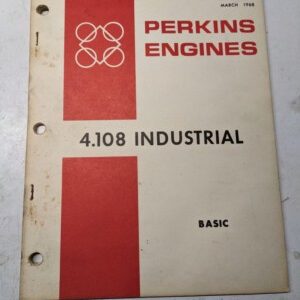 MARCH 1968
PERKINS
ENGINES
4.108 INDUSTRIAL
BASIC